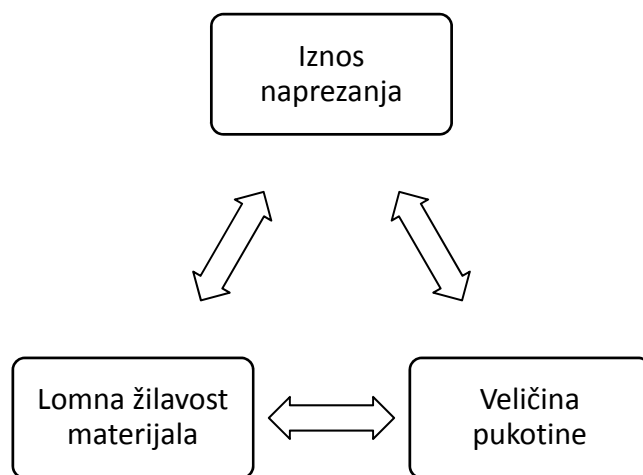 Iznos
naprezanja
Lomna žilavost
materijala
Veličina
pukotine